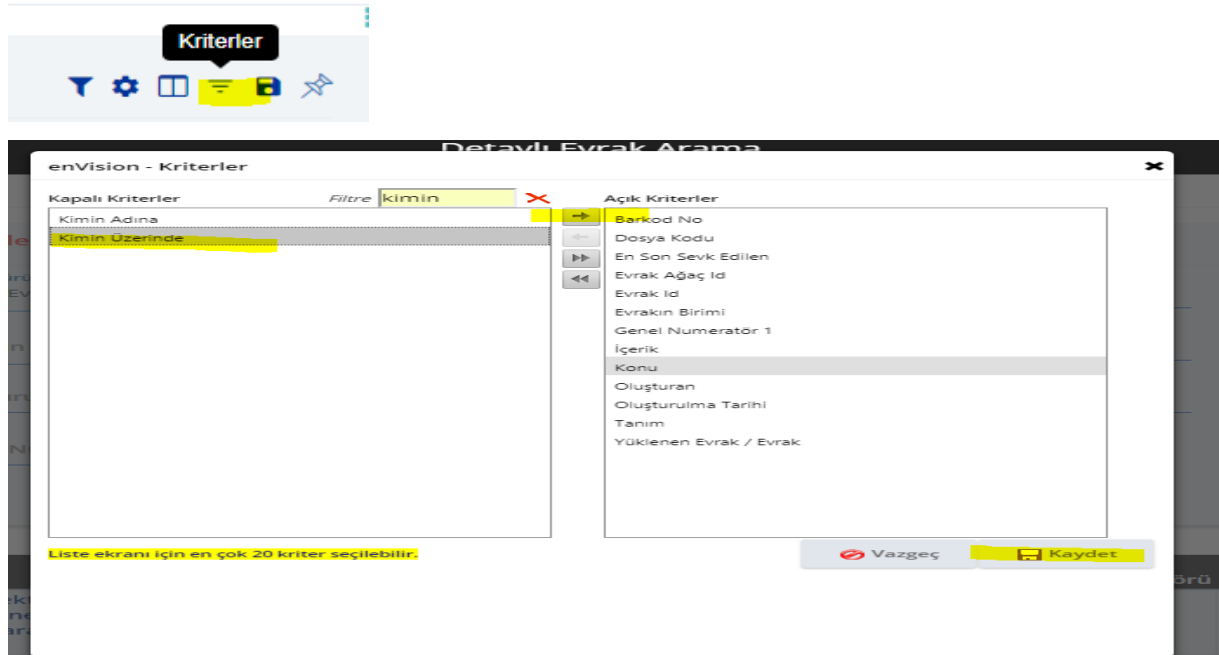 Kriterler
Detaylı Evrak Arama
enVision - Kriterler
Kapalı Kriterler Filtre kimin Açık Kriterler
Kimin Adına
Kimin Üzerinde
Barkod No
Dosya Kodu
En Son Sevk Edilen
Evrak Ağaç Id
Evrak Id
Evrakın Birimi
Genel Numeratör 1
İçerik
Konu
Oluşturan
Oluşturulma Tarihi
Tanım
Yüklenen Evrak / Evrak
Liste ekranı için en çok 20 kriter seçilebilir.
Vazgeç Kaydet